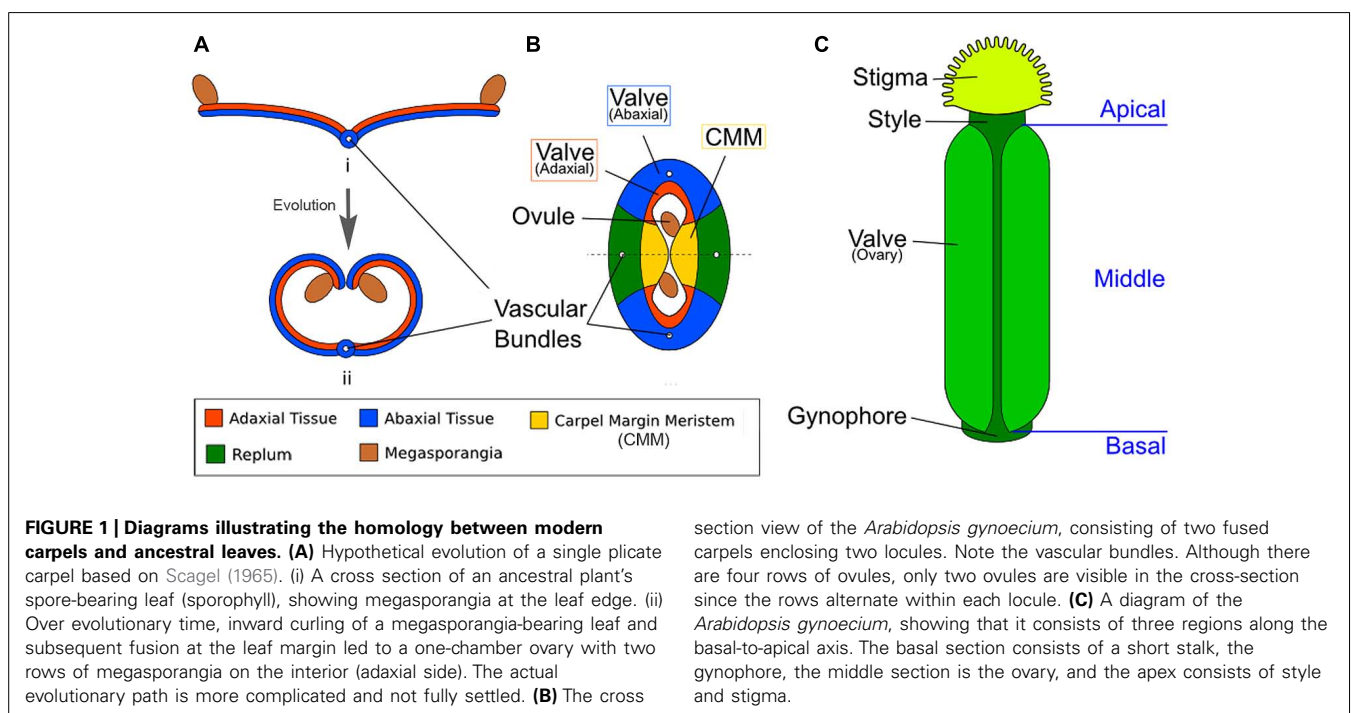 A
B
C
i
Evolution
ii
Valve
(Abaxial)
Valve
(Adaxial)
CMM
Ovule
Vascular
Bundles
...
Stigma
Style
Valve
(Ovary)
Gynophore
Apical
Middle
Basal
Adaxial Tissue
Abaxial Tissue
Carpel Margin Meristem
(CMM)
Replum
Megasporangia
FIGURE 1 | Diagrams illustrating the homology between modern
carpels and ancestral leaves. (A) Hypothetical evolution of a single plicate
carpel based on Scagel (1965). (i) A cross section of an ancestral plant's
spore-bearing leaf (sporophyll), showing megasporangia at the leaf edge. (ii)
Over evolutionary time, inward curling of a megasporangia-bearing leaf and
subsequent fusion at the leaf margin led to a one-chamber ovary with two
rows of megasporangia on the interior (adaxial side). The actual
evolutionary path is more complicated and not fully settled. (B) The cross
section view of the Arabidopsis gynoecium, consisting of two fused
carpels enclosing two locules. Note the vascular bundles. Although there
are four rows of ovules, only two ovules are visible in the cross-section
since the rows alternate within each locule. (C) A diagram of the
Arabidopsis gynoecium, showing that it consists of three regions along the
basal-to-apical axis. The basal section consists of a short stalk, the
gynophore, the middle section is the ovary, and the apex consists of style
and stigma.